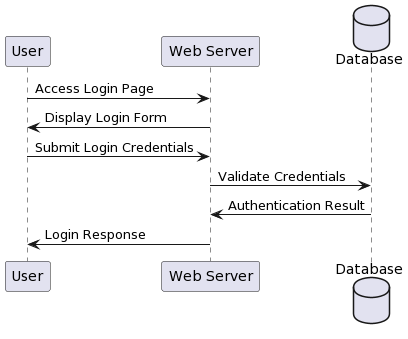 User
Web Server
Database
Access Login Page
Display Login Form
Submit Login Credentials
Validate Credentials
Authentication Result
Login Response
User
Web Server
Database